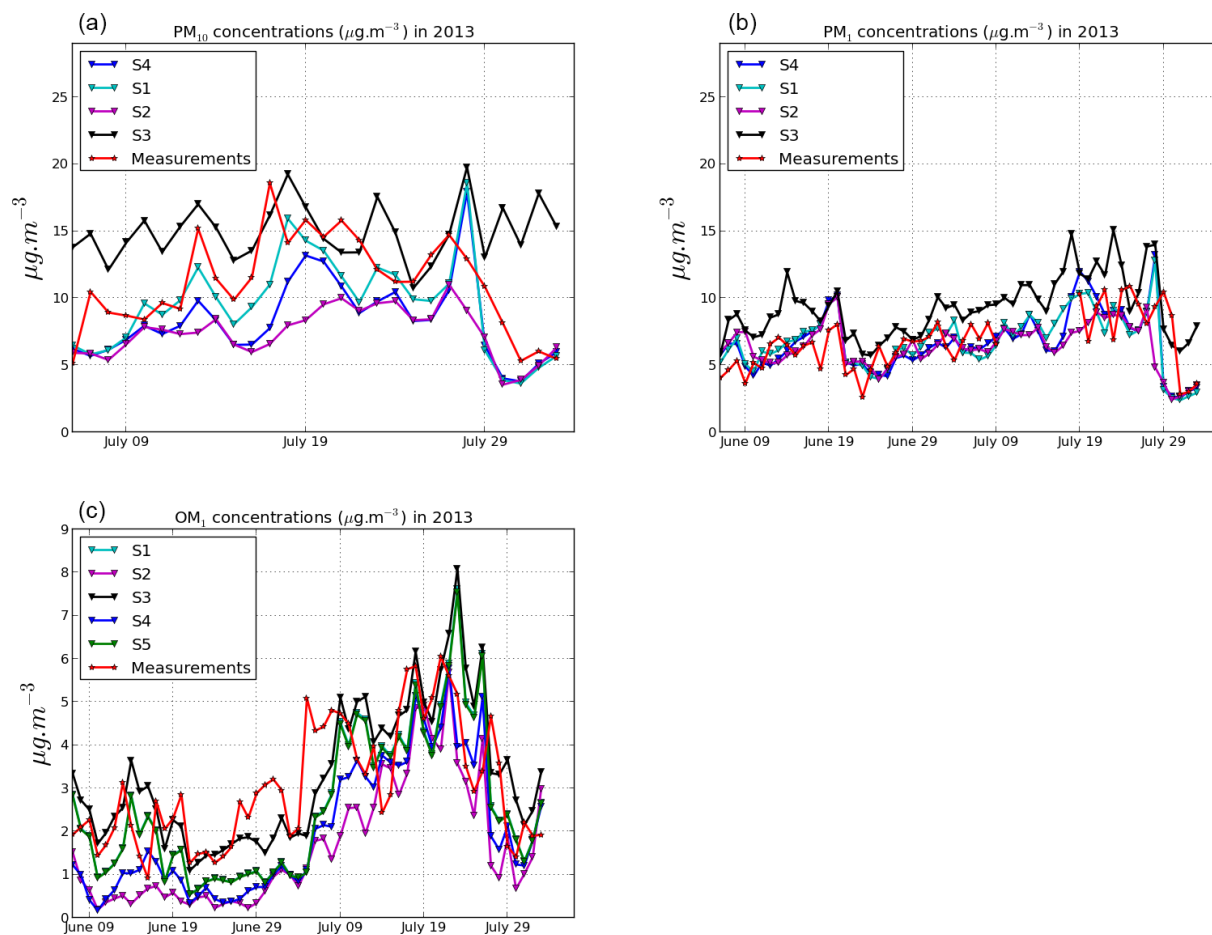 (a)
PM₁₀ concentrations (μg.m⁻³) in 2013
S4
S1
S2
S3
Measurements
μg.m⁻³
25
20
15
10
5
0
July 09
July 19
July 29
(b)
PM₁ concentrations (μg.m⁻³) in 2013
S4
S1
S2
S3
Measurements
μg.m⁻³
25
20
15
10
5
0
June 09
June 19
June 29
July 09
July 19
July 29
(c)
OM₁ concentrations (μg.m⁻³) in 2013
S1
S2
S3
S4
S5
Measurements
μg.m⁻³
9
8
7
6
5
4
3
2
1
0
June 09
June 19
June 29
July 09
July 19
July 29